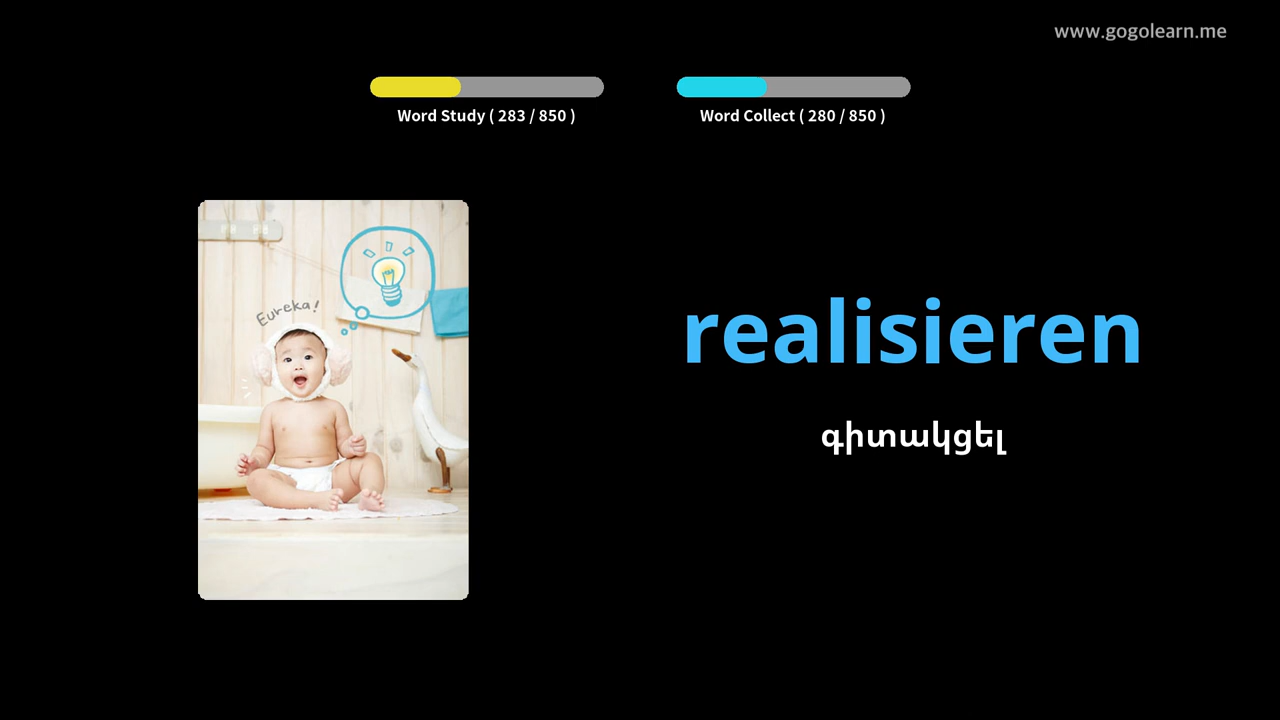 www.gogolearn.me
Word Study ( 283 / 850 )
Word Collect ( 280 / 850 )
Eureka!
realisieren
գիտակցել